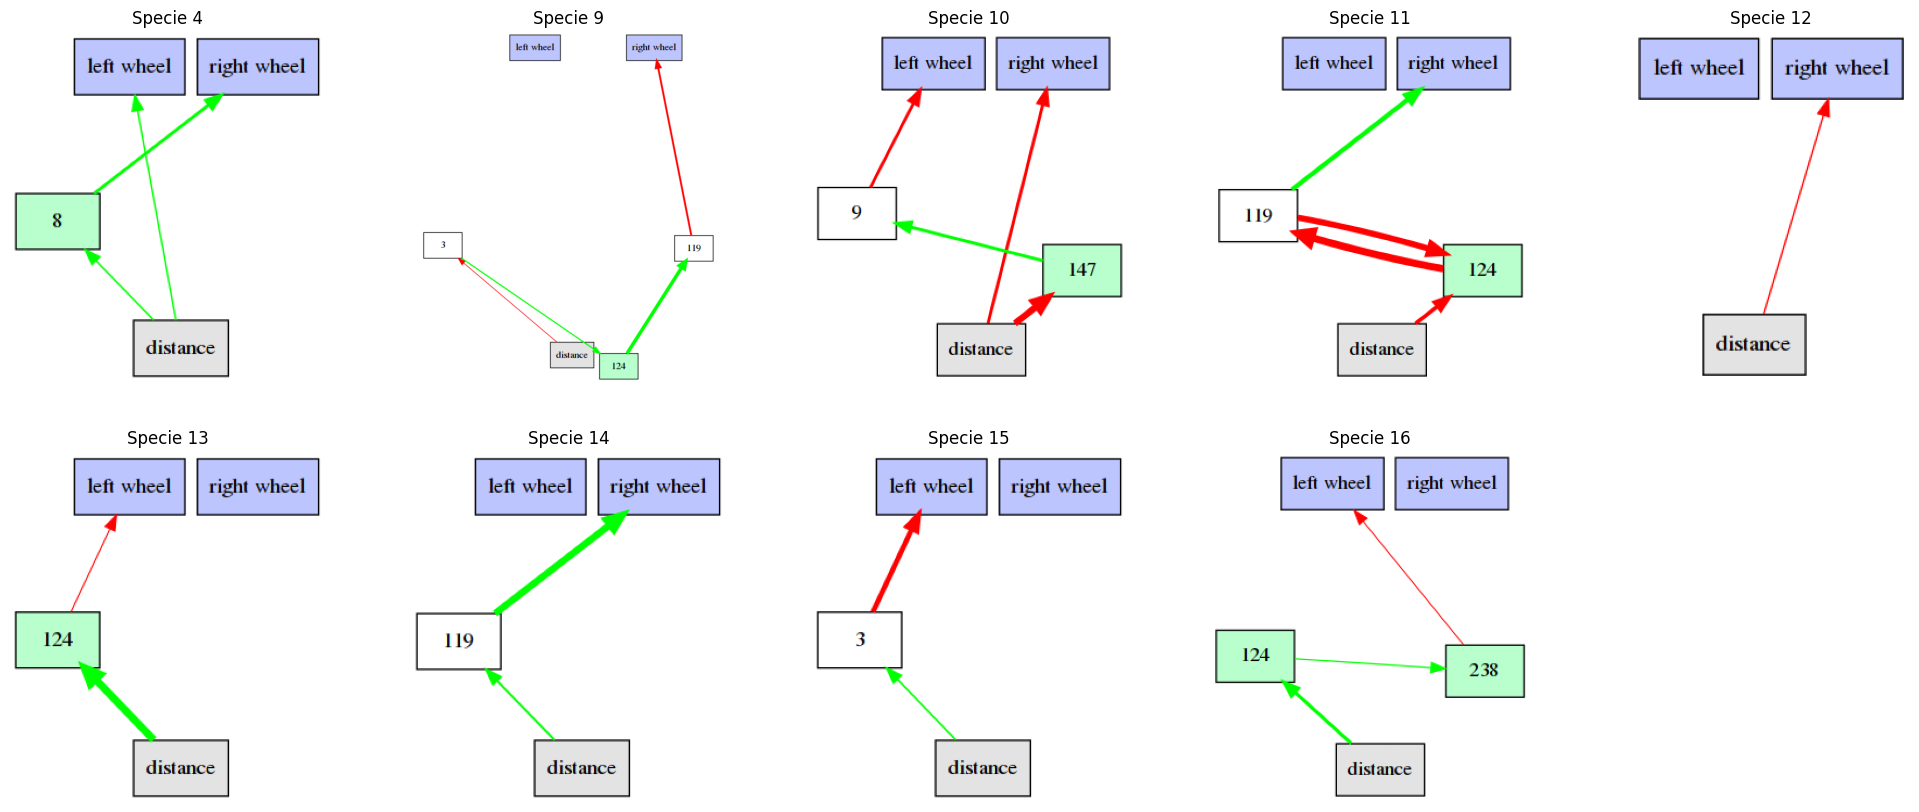 Specie 4
left wheel
right wheel
8
distance
Specie 9
left wheel
right wheel
3
119
distance
124
Specie 10
left wheel
right wheel
9
147
distance
Specie 11
left wheel
right wheel
119
124
distance
Specie 12
left wheel
right wheel
distance
Specie 13
left wheel
right wheel
124
distance
Specie 14
left wheel
right wheel
119
distance
Specie 15
left wheel
right wheel
3
distance
Specie 16
left wheel
right wheel
124
238
distance